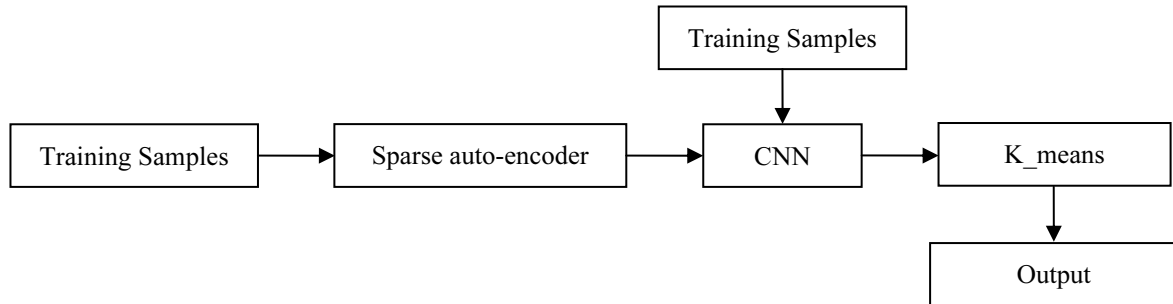 Training Samples
Training Samples
Sparse auto-encoder
CNN
K_means
Output